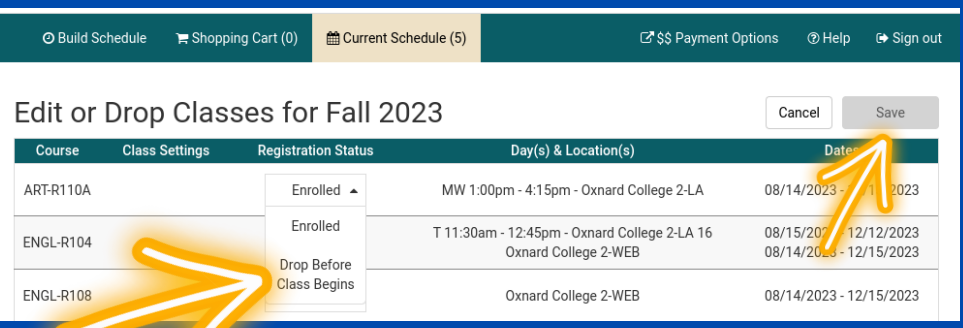 Build Schedule Shopping Cart (0) Current Schedule (5) $$ Payment Options Help Sign out
Edit or Drop Classes for Fall 2023 Cancel Save
Course Class Settings Registration Status Day(s) & Location(s)
ART-R110A Enrolled MW 1:00pm - 4:15pm - Oxnard College 2-LA 08/14/2023 - 2023
Enrolled
ENGL-R104 T 11:30am - 12:45pm - Oxnard College 2-LA 16 08/15/2023 - 12/12/2023
Oxnard College 2-WEB 08/14/2023 - 12/15/2023
Drop Before
Class Begins
ENGL-R108 Oxnard College 2-WEB 08/14/2023 - 12/15/2023